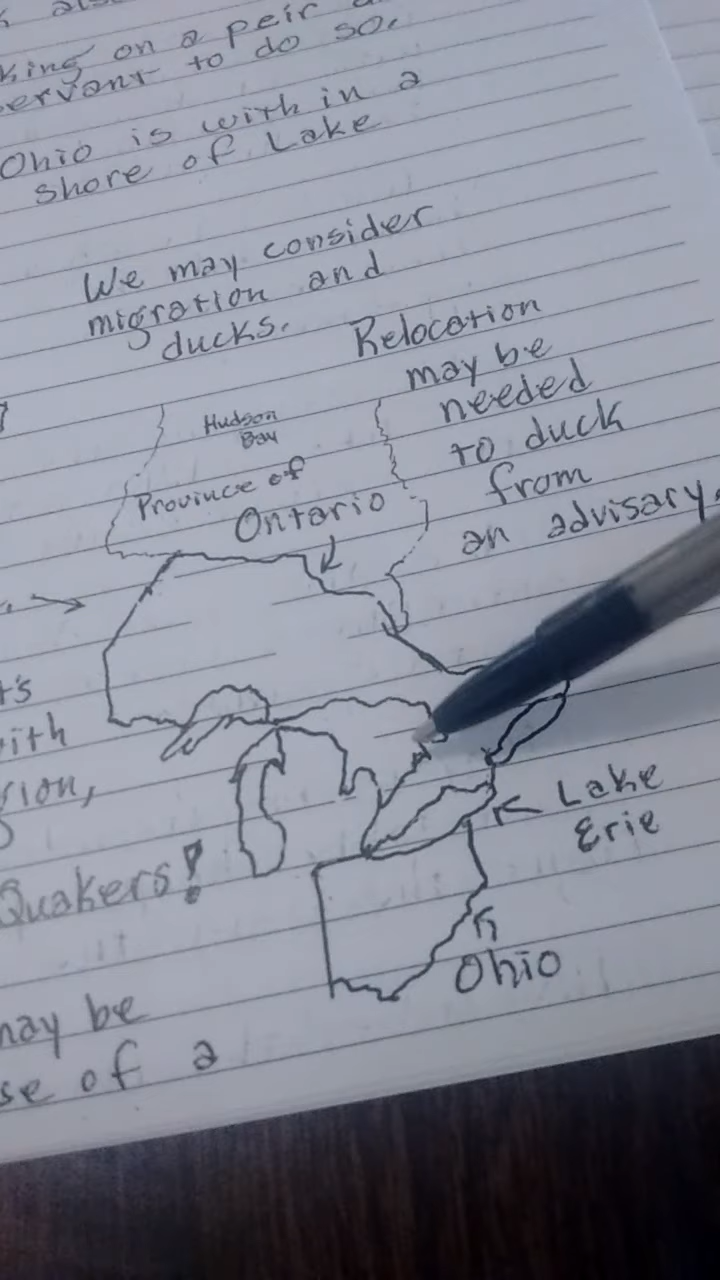 king on a peir
servant to do so.
Ohio is with in a
shore of Lake
We may consider
migration and
ducks.
Relocation
may be
needed
to duck
from
an advisary.
Hudson
Bay
Province of
Ontario
t's
with
sion,
Quakers!
Lake
Erie
Ohio
may be
se of a